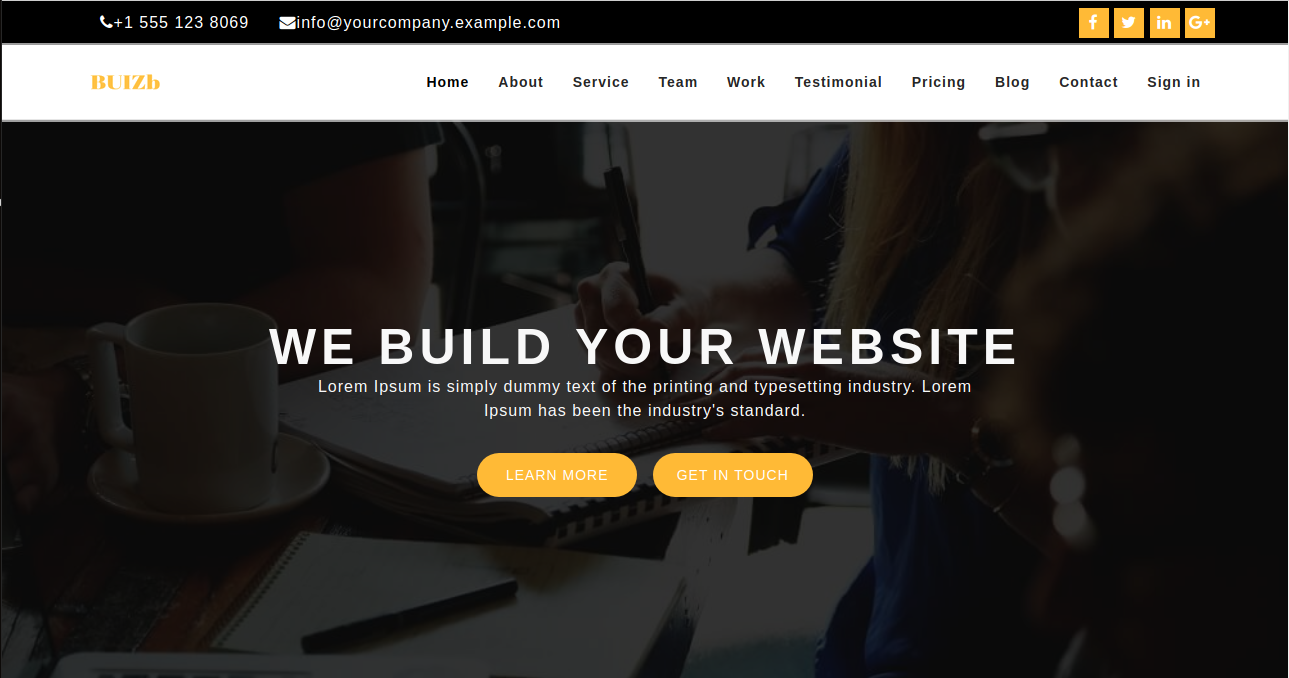 +1 555 123 8069 info@yourcompany.example.com
BUIZb Home About Service Team Work Testimonial Pricing Blog Contact Sign in
WE BUILD YOUR WEBSITE
Lorem Ipsum is simply dummy text of the printing and typesetting industry. Lorem
Ipsum has been the industry's standard.
LEARN MORE GET IN TOUCH